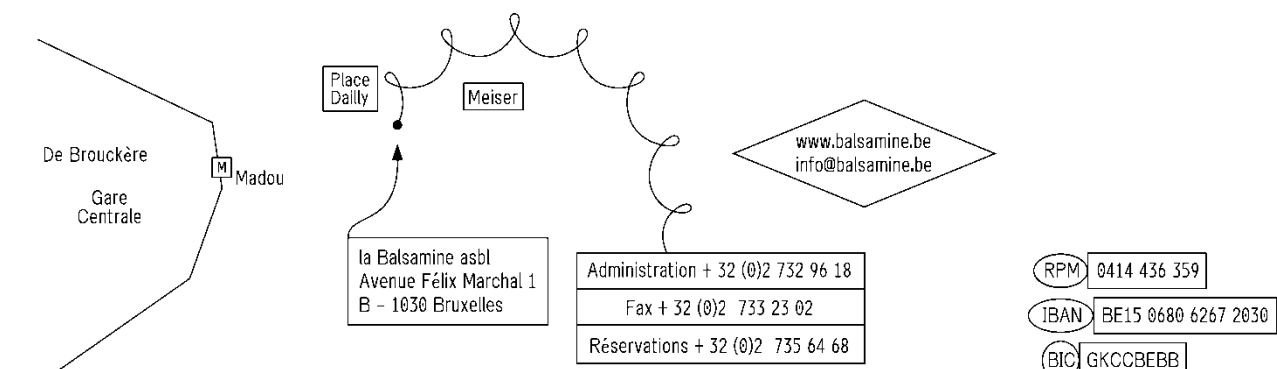 Place
Dailly
Meiser
De Brouckère
M
Madou
Gare
Centrale
www.balsamine.be
info@balsamine.be
la Balsamine asbl
Avenue Félix Marchal 1
B – 1030 Bruxelles
Administration + 32 (0)2 732 96 18
Fax + 32 (0)2 733 23 02
Réservations + 32 (0)2 735 64 68
RPM 0414 436 359
IBAN BE15 0680 6267 2030
BIC GKCCBEBB